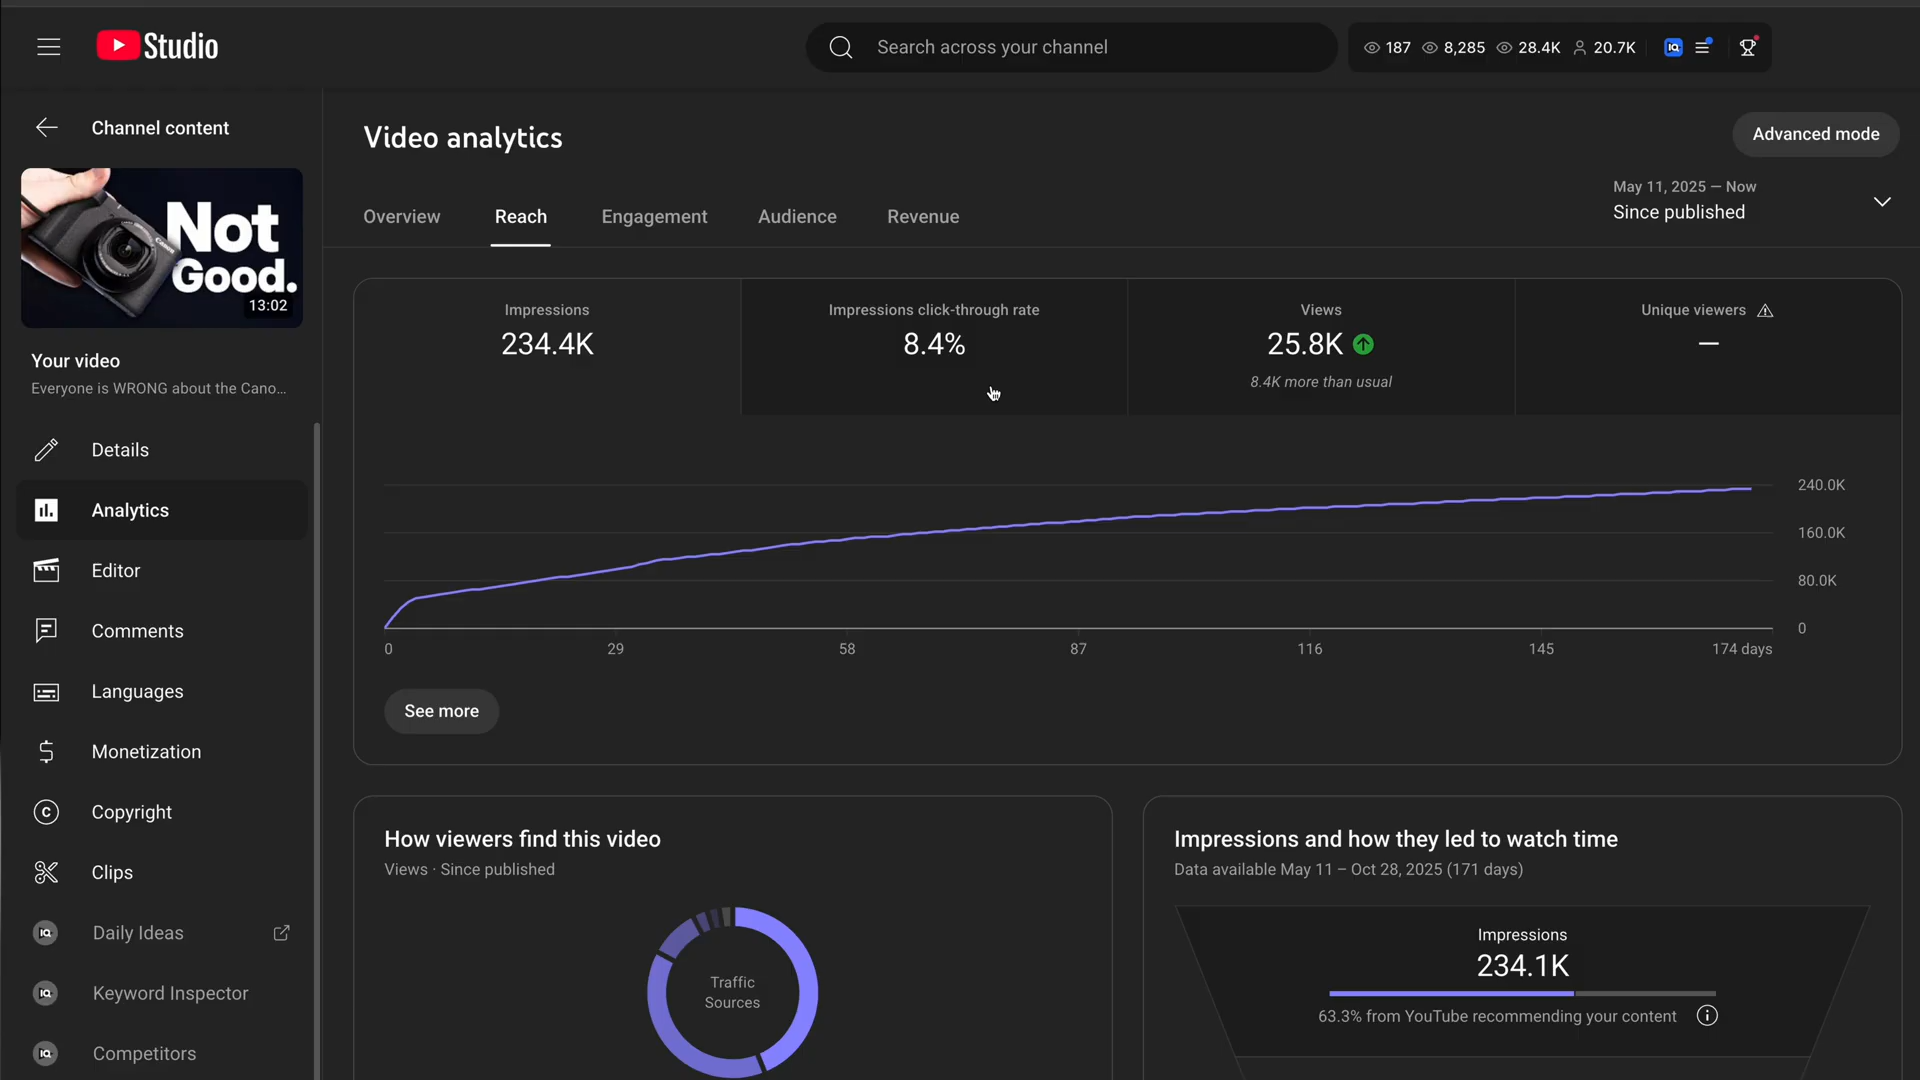 Studio
Search across your channel
187 8,285 28.4K 20.7K IQ
Channel content
Video analytics
Advanced mode
May 11, 2025 – Now
Since published
Overview Reach Engagement Audience Revenue
Canon
Not
Good.
13:02
Your video
Everyone is WRONG about the Cano...
Details
Analytics
Editor
Comments
Languages
Monetization
Copyright
Clips
IQ Daily Ideas
IQ Keyword Inspector
IQ Competitors
Impressions
234.4K
Impressions click-through rate
8.4%
Views
25.8K
8.4K more than usual
Unique viewers
—
240.0K
160.0K
80.0K
0
0 29 58 87 116 145 174 days
See more
How viewers find this video
Views · Since published
Traffic
Sources
Impressions and how they led to watch time
Data available May 11 – Oct 28, 2025 (171 days)
Impressions
234.1K
63.3% from YouTube recommending your content